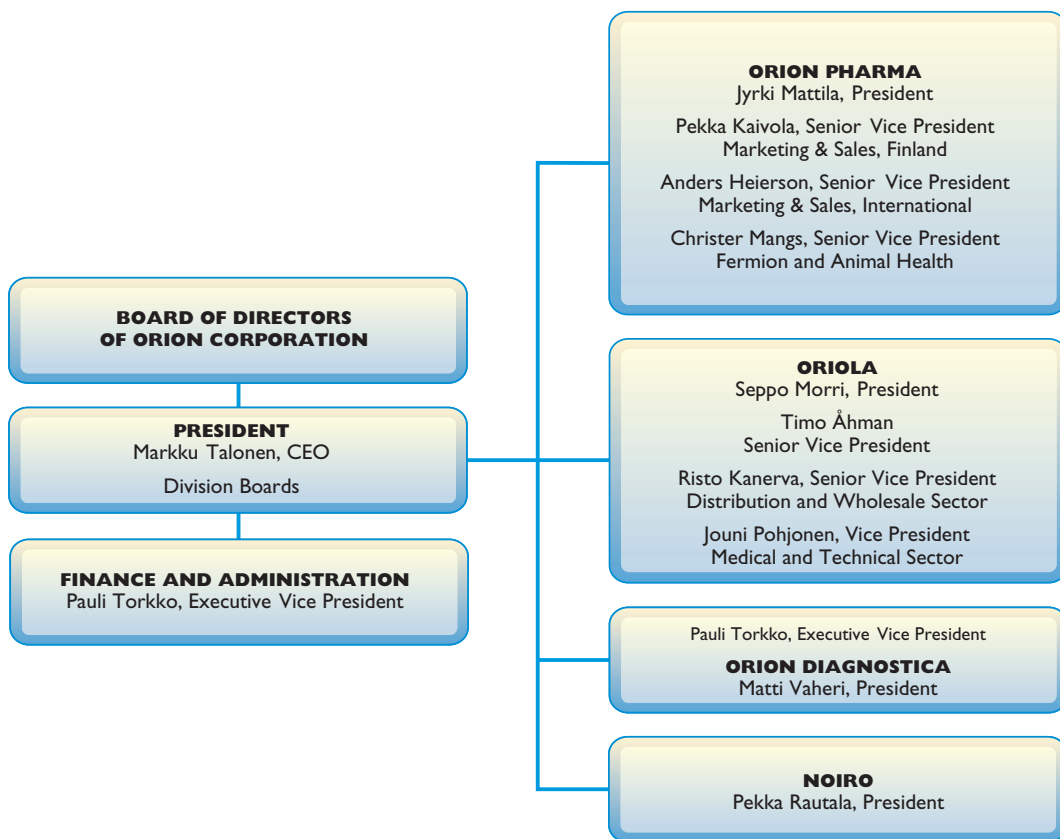 BOARD OF DIRECTORS
OF ORION CORPORATION
PRESIDENT
Markku Talonen, CEO
Division Boards
FINANCE AND ADMINISTRATION
Pauli Torkko, Executive Vice President
ORION PHARMA
Jyrki Mattila, President
Pekka Kaivola, Senior Vice President
Marketing & Sales, Finland
Anders Heierson, Senior Vice President
Marketing & Sales, International
Christer Mangs, Senior Vice President
Fermion and Animal Health
ORIOLA
Seppo Morri, President
Timo Åhman
Senior Vice President
Risto Kanerva, Senior Vice President
Distribution and Wholesale Sector
Jouni Pohjonen, Vice President
Medical and Technical Sector
Pauli Torkko, Executive Vice President
ORION DIAGNOSTICA
Matti Vaheri, President
NOIRO
Pekka Rautala, President